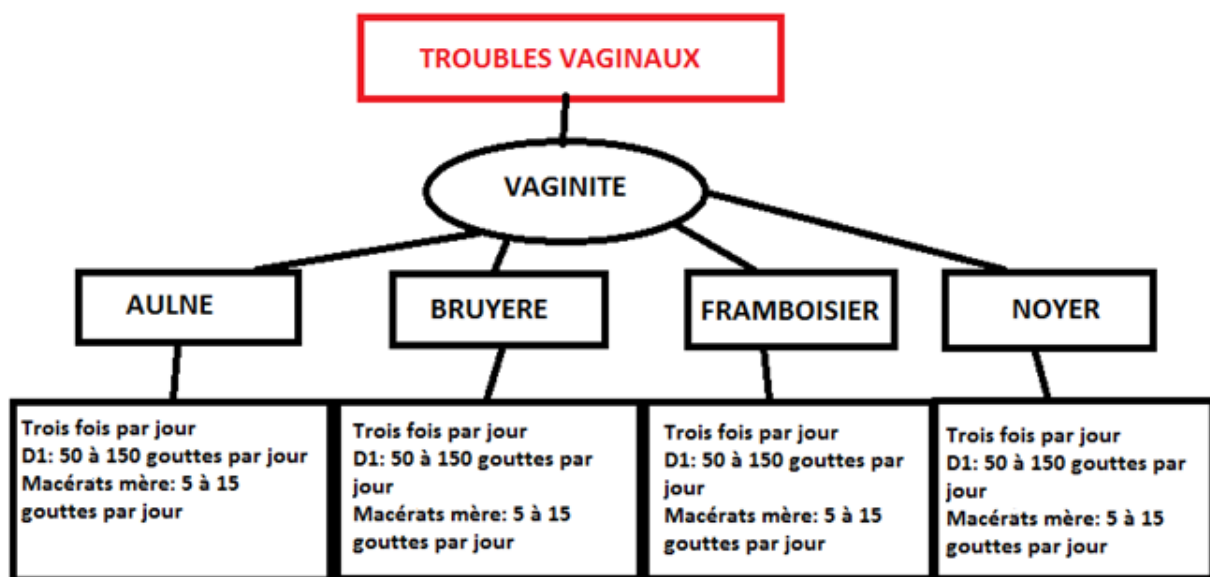 TROUBLES VAGINAUX
VAGINITE
AULNE
BRUYERE
FRAMBOISIER
NOYER
Trois fois par jour
D1: 50 à 150 gouttes par jour
Macérats mère: 5 à 15
gouttes par jour
Trois fois par jour
D1: 50 à 150 gouttes par
jour
Macérats mère: 5 à 15
gouttes par jour
Trois fois par jour
D1: 50 à 150 gouttes par
jour
Macérats mère: 5 à 15
gouttes par jour
Trois fois par jour
D1: 50 à 150 gouttes par
jour
Macérats mère: 5 à 15
gouttes par jour